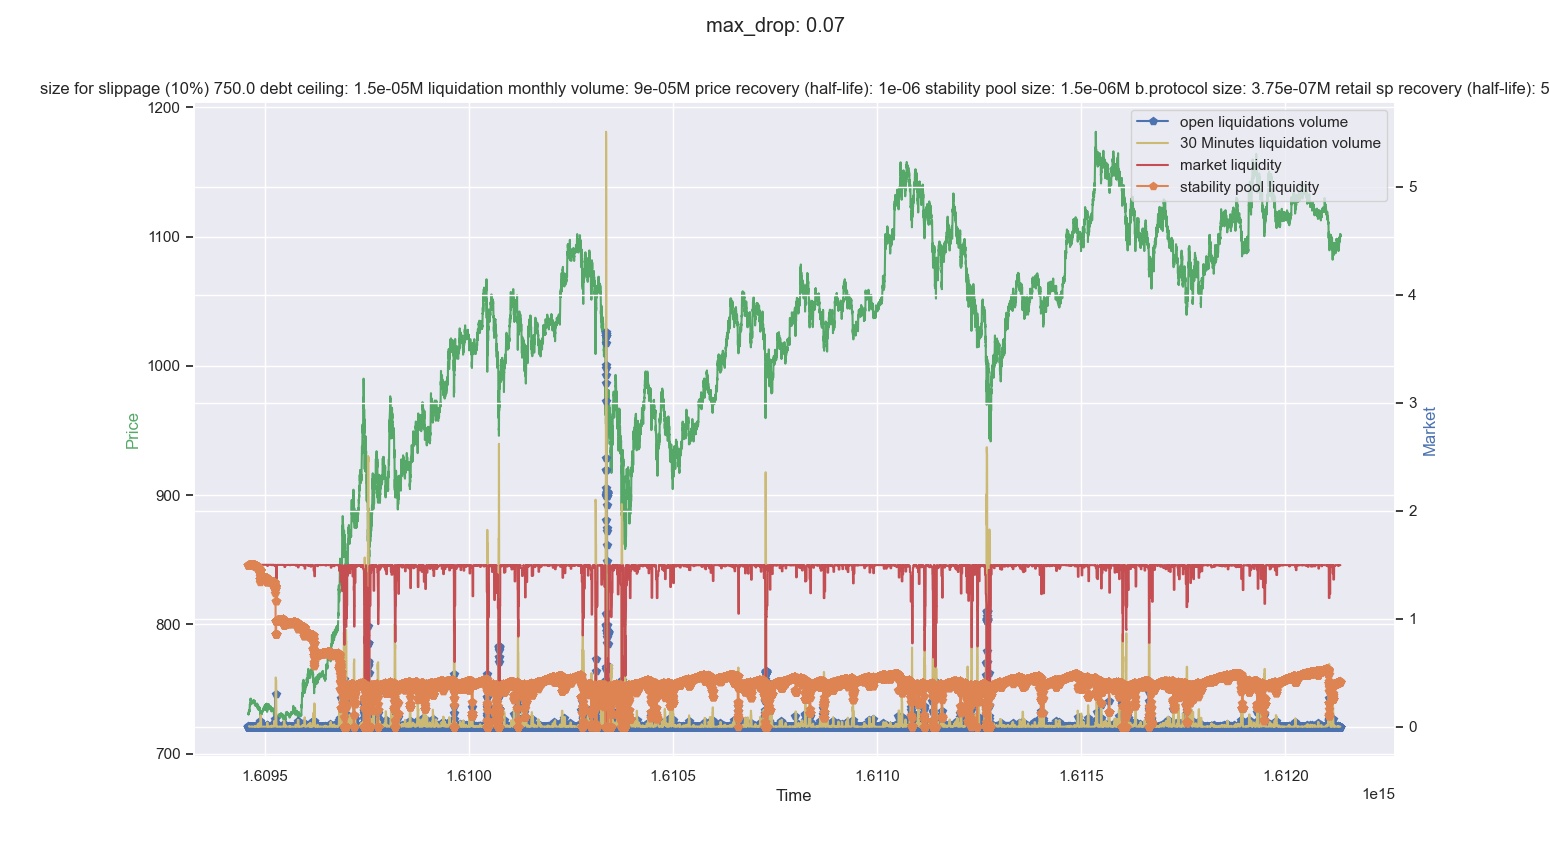 max_drop: 0.07
size for slippage (10%) 750.0 debt ceiling: 1.5e-05M liquidation monthly volume: 9e-05M price recovery (half-life): 1e-06 stability pool size: 1.5e-06M b.protocol size: 3.75e-07M retail sp recovery (half-life): 5
open liquidations volume
30 Minutes liquidation volume
market liquidity
stability pool liquidity
1200
1100
1000
900
800
700
Price
5
4
3
2
1
0
Market
1.6095 1.6100 1.6105 1.6110 1.6115 1.6120
1e15
Time